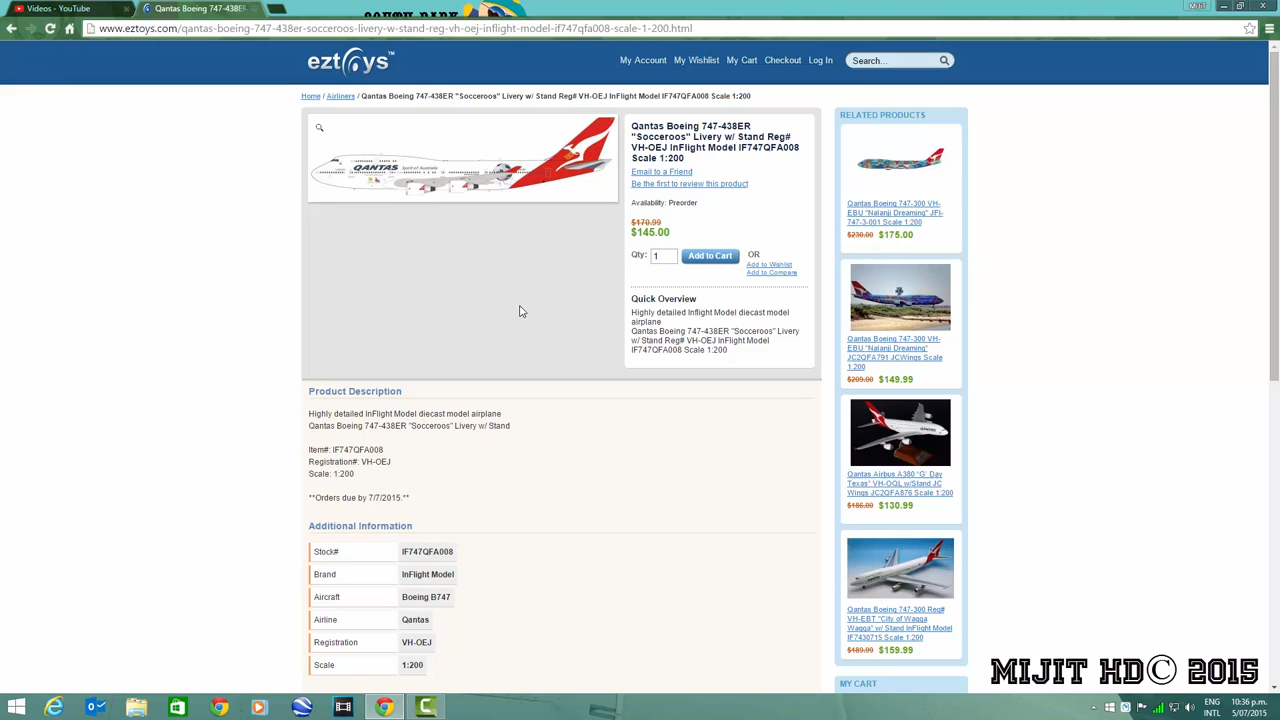 SOUTH PARK
Videos - YouTube
Qantas Boeing 747-438ER
MIJIT
www.eztoys.com/qantas-boeing-747-438er-socceroos-livery-w-stand-reg-vh-oej-inflight-model-if747qfa008-scale-1-200.html
eztoys™
My Account
My Wishlist
My Cart
Checkout
Log In
Search...
Home / Airliners / Qantas Boeing 747-438ER "Socceroos" Livery w/ Stand Reg# VH-OEJ InFlight Model IF747QFA008 Scale 1:200
QANTAS
Spirit of Australia
Qantas Boeing 747-438ER
"Socceroos" Livery w/ Stand Reg#
VH-OEJ InFlight Model IF747QFA008
Scale 1:200
Email to a Friend
Be the first to review this product
Availability: Preorder
$170.99
$145.00
Qty:
1
Add to Cart
OR
Add to Wishlist
Add to Compare
Quick Overview
Highly detailed Inflight Model diecast model
airplane
Qantas Boeing 747-438ER "Socceroos" Livery
w/ Stand Reg# VH-OEJ InFlight Model
IF747QFA008 Scale 1:200
Product Description
Highly detailed InFlight Model diecast model airplane
Qantas Boeing 747-438ER "Socceroos" Livery w/ Stand
Item#: IF747QFA008
Registration#: VH-OEJ
Scale: 1:200
**Orders due by 7/7/2015.**
Additional Information
Stock# IF747QFA008
Brand InFlight Model
Aircraft Boeing B747
Airline Qantas
Registration VH-OEJ
Scale 1:200
RELATED PRODUCTS
Qantas Boeing 747-300 VH-
EBU "Nalanji Dreaming" JFI-
747-3-001 Scale 1:200
$230.00 $175.00
Qantas Boeing 747-300 VH-
EBU "Nalanji Dreaming"
JC2QFA791 JCWings Scale
1:200
$209.00 $149.99
Qantas Airbus A380 "G' Day
Texas" VH-OQL w/Stand JC
Wings JC2QFA876 Scale 1:200
$186.00 $130.99
Qantas Boeing 747-300 Reg#
VH-EBT "City of Wagga
Wagga" w/ Stand InFlight Model
IF7430715 Scale 1:200
$189.99 $159.99
MY CART
MIJIT HD© 2015
ENG
INTL
10:36 p.m.
5/07/2015